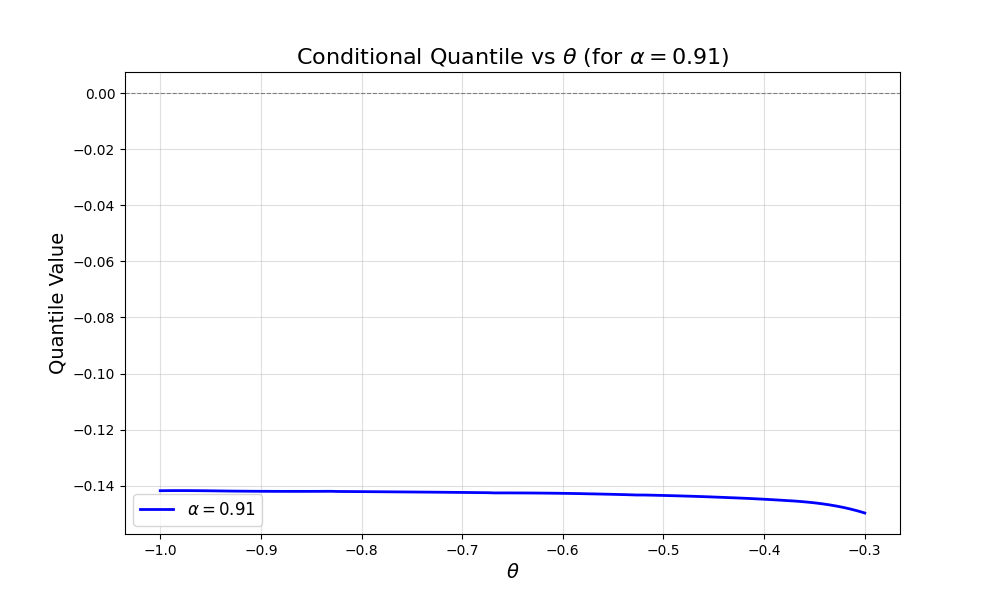 Conditional Quantile vs θ (for α = 0.91)
Quantile Value
0.00
−0.02
−0.04
−0.06
−0.08
−0.10
−0.12
−0.14
α = 0.91
−1.0 −0.9 −0.8 −0.7 −0.6 −0.5 −0.4 −0.3
θ